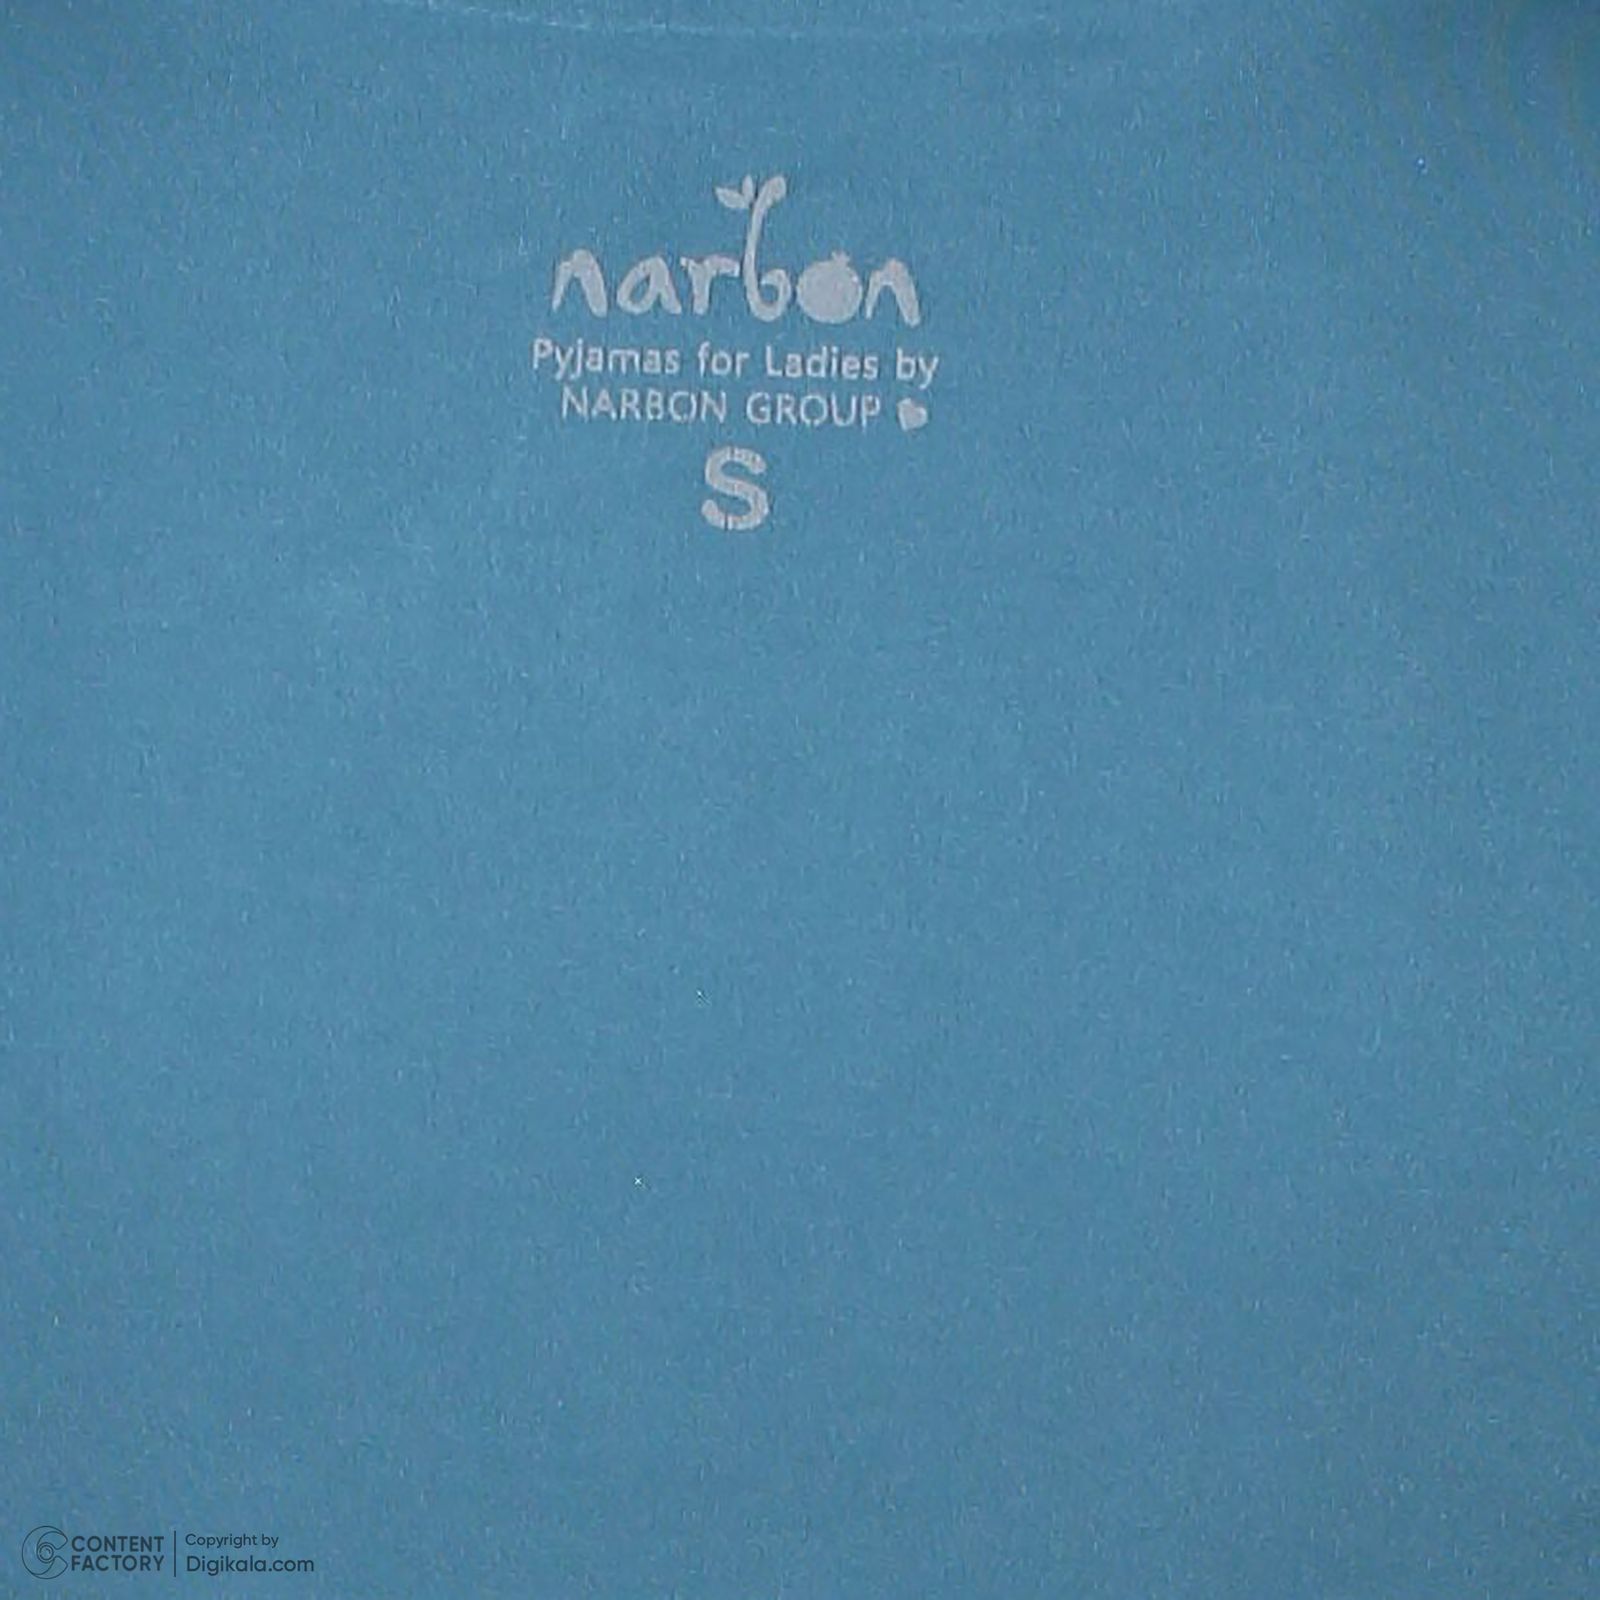 narbon
Pyjamas for Ladies by
NARBON GROUP
S
CONTENT FACTORY
Copyright by
Digikala.com